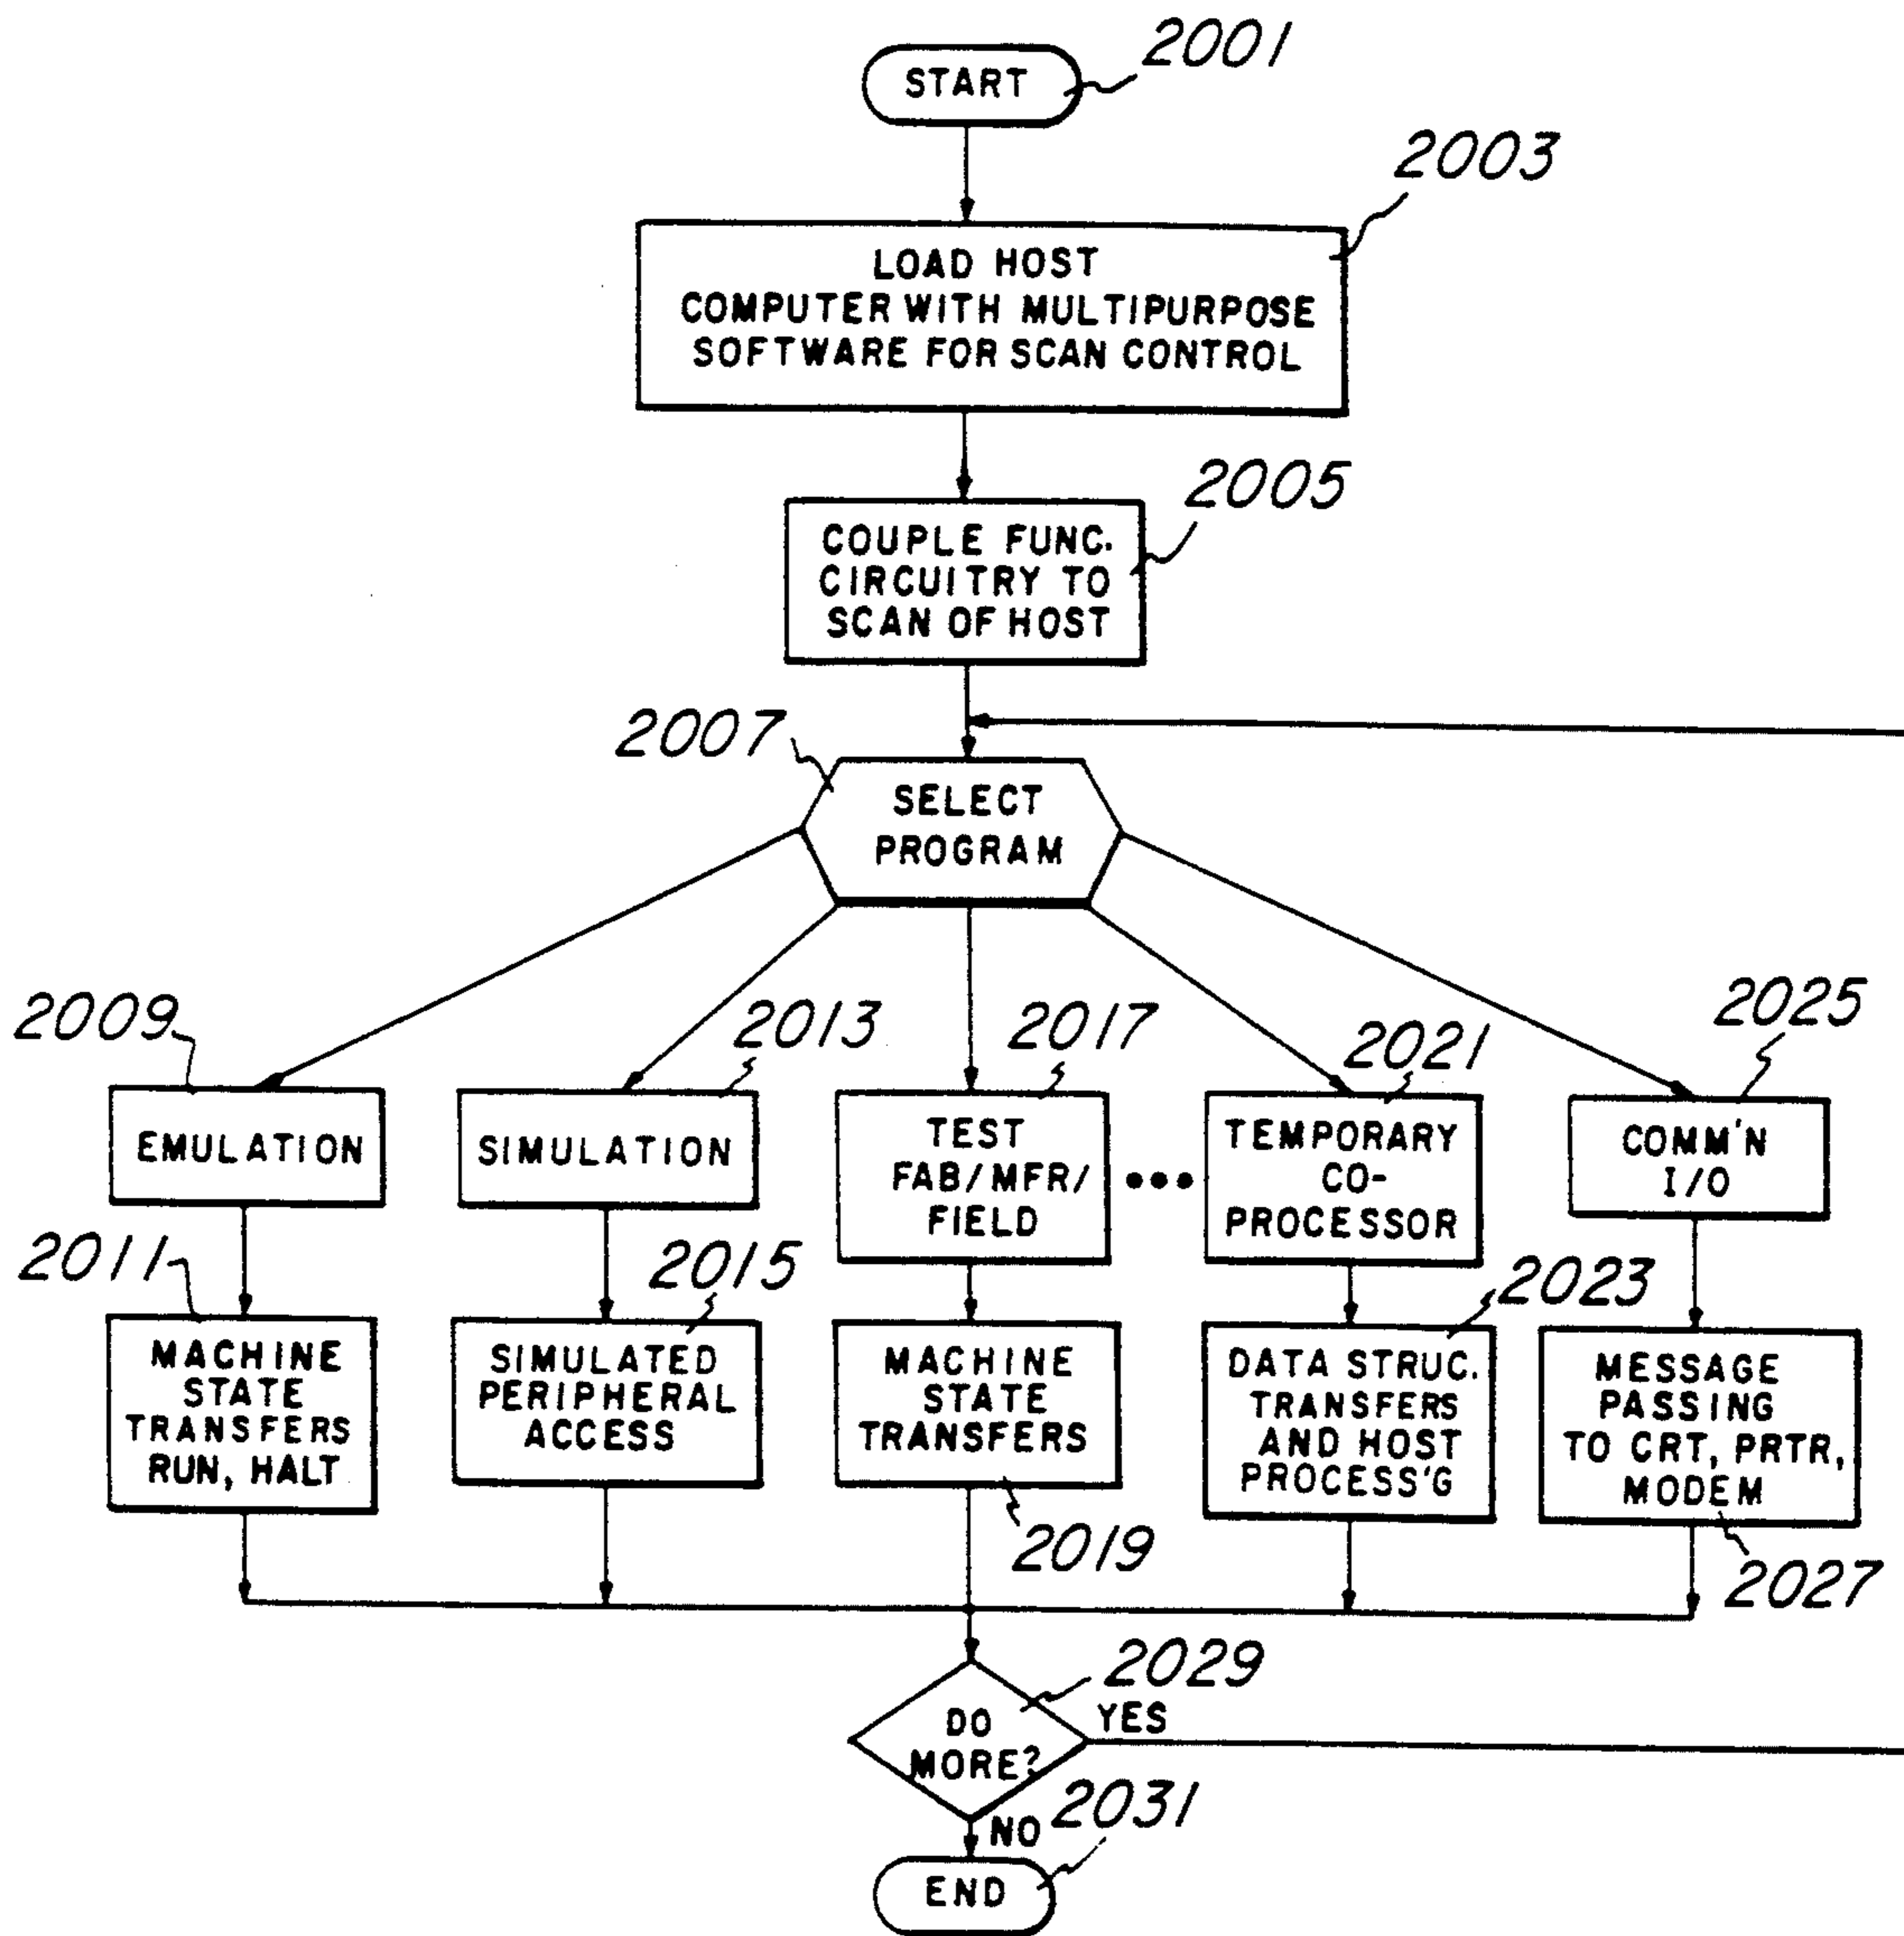 2001
START
2003
LOAD HOST
COMPUTER WITH MULTIPURPOSE
SOFTWARE FOR SCAN CONTROL
2005
COUPLE FUNC.
CIRCUITRY TO
SCAN OF HOST
2007
SELECT
PROGRAM
2009
EMULATION
2013
SIMULATION
2017
TEST
FAB/MFR/
FIELD
•••
2021
TEMPORARY
CO-
PROCESSOR
2025
COMM'N
I/O
2011
MACHINE
STATE
TRANSFERS
RUN, HALT
2015
SIMULATED
PERIPHERAL
ACCESS
MACHINE
STATE
TRANSFERS
2019
2023
DATA STRUC.
TRANSFERS
AND HOST
PROCESS'G
MESSAGE
PASSING
TO CRT, PRTR,
MODEM
2027
2029
DO
MORE?
YES
NO
2031
END